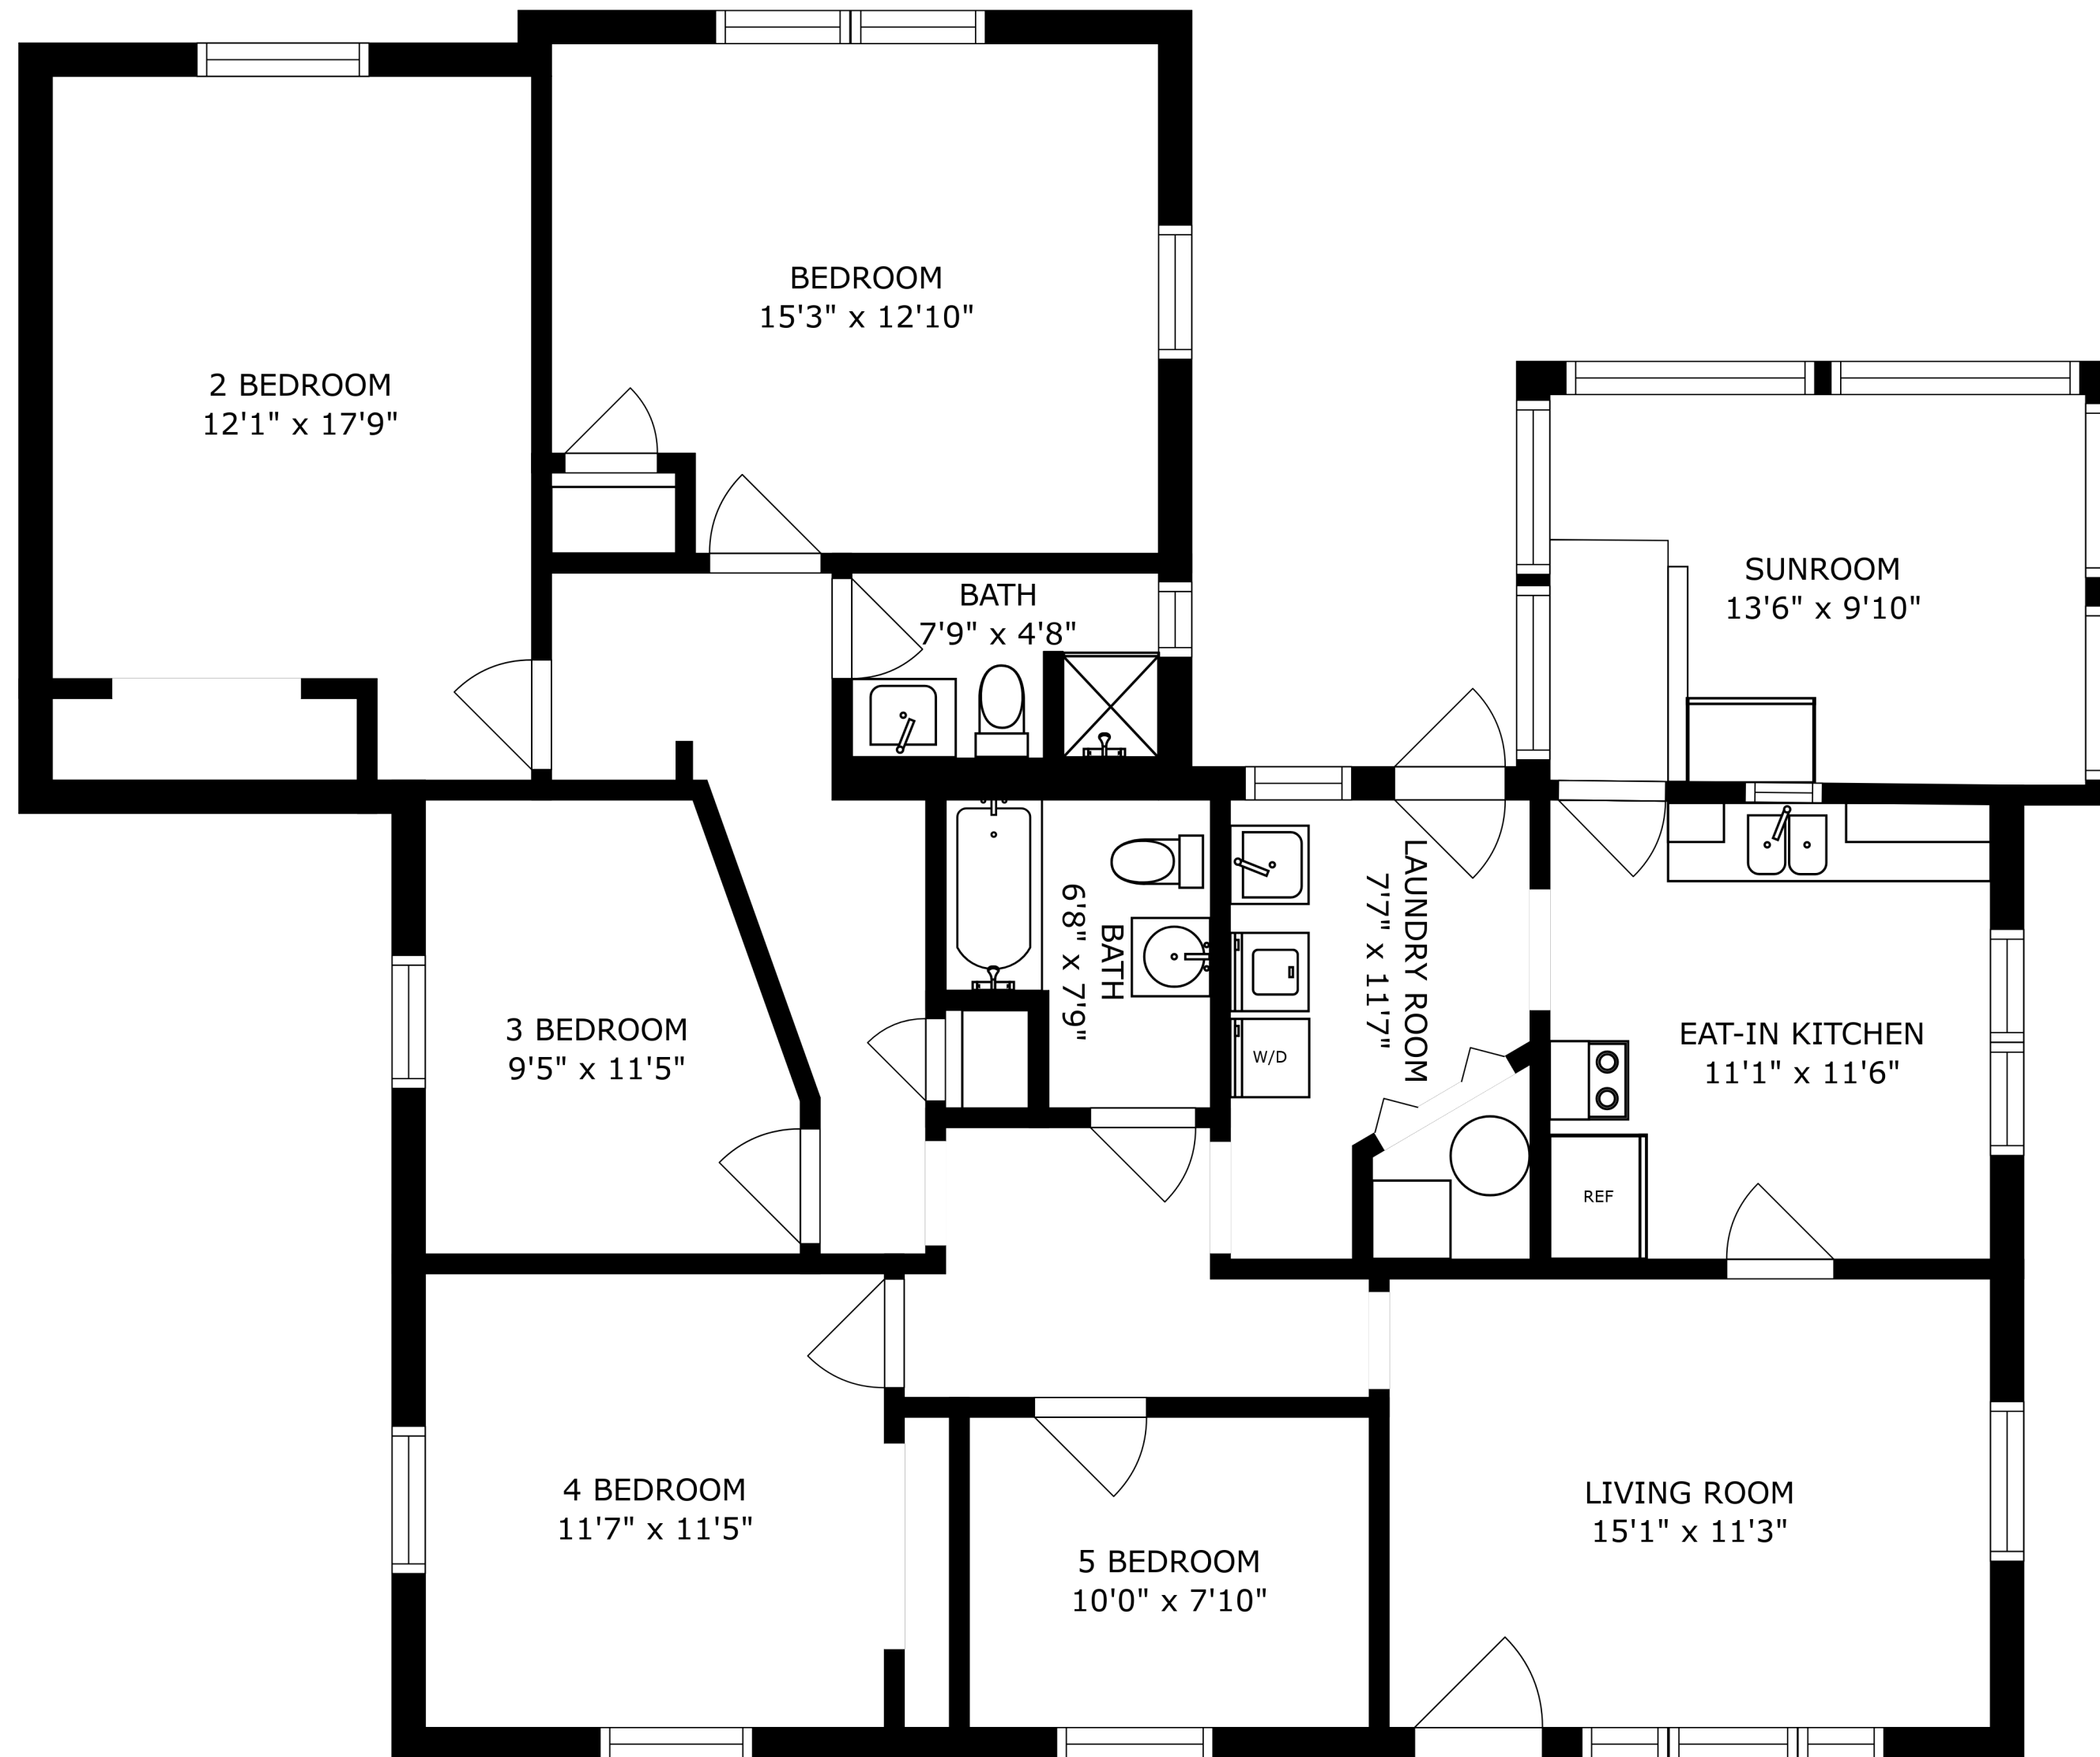 BEDROOM
15'3" x 12'10"
2 BEDROOM
12'1" x 17'9"
BATH
7'9" x 4'8"
SUNROOM
13'6" x 9'10"
LAUNDRY ROOM
7'7" x 11'7"
BATH
6'8" x 7'9"
W/D
3 BEDROOM
9'5" x 11'5"
EAT-IN KITCHEN
11'1" x 11'6"
REF
4 BEDROOM
11'7" x 11'5"
5 BEDROOM
10'0" x 7'10"
LIVING ROOM
15'1" x 11'3"